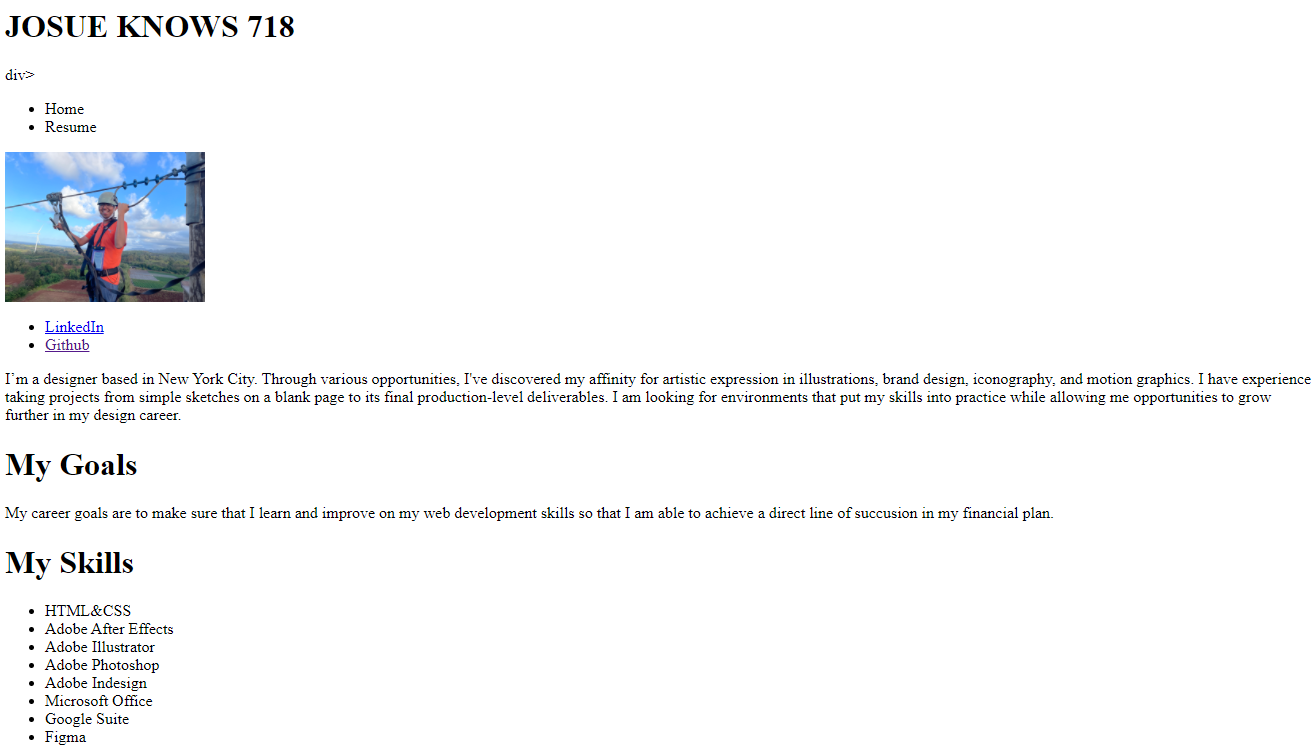 JOSUE KNOWS 718
div>
Home
Resume
LinkedIn
Github
I’m a designer based in New York City. Through various opportunities, I've discovered my affinity for artistic expression in illustrations, brand design, iconography, and motion graphics. I have experience
taking projects from simple sketches on a blank page to its final production-level deliverables. I am looking for environments that put my skills into practice while allowing me opportunities to grow
further in my design career.
My Goals
My career goals are to make sure that I learn and improve on my web development skills so that I am able to achieve a direct line of succusion in my financial plan.
My Skills
HTML&CSS
Adobe After Effects
Adobe Illustrator
Adobe Photoshop
Adobe Indesign
Microsoft Office
Google Suite
Figma